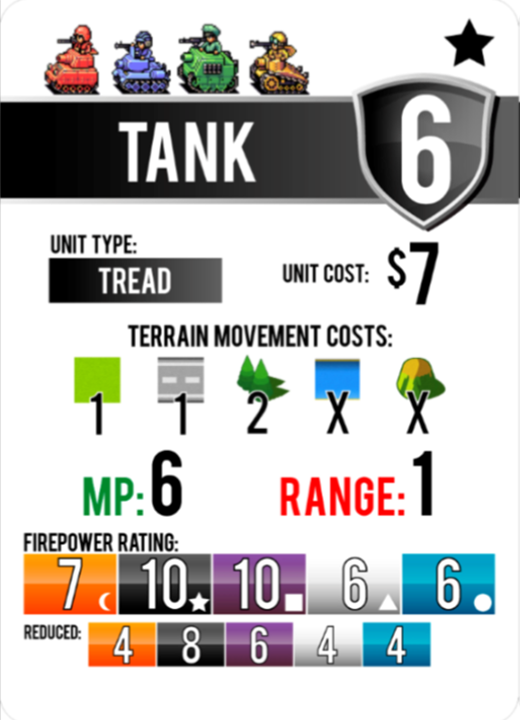 TANK
6
UNIT TYPE:
TREAD
UNIT COST: $7
TERRAIN MOVEMENT COSTS:
1 1 2 X X
MP: 6 RANGE: 1
FIREPOWER RATING:
7 10 10 6 6
REDUCED: 4 8 6 4 4